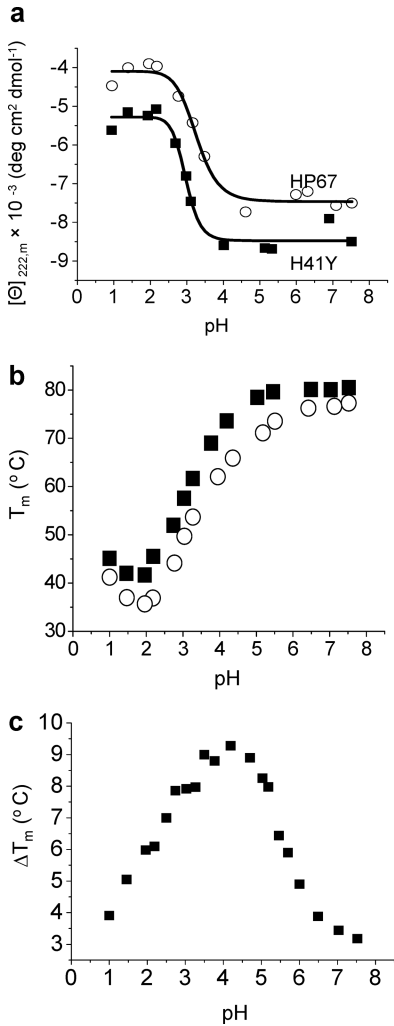 a
[Θ] 222,m × 10 -3 (deg cm2 dmol-1)
-4
-5
-6
-7
-8
-9
HP67
H41Y
0 1 2 3 4 5 6 7 8
pH
b
Tm (º C)
80
70
60
50
40
30
0 1 2 3 4 5 6 7 8
pH
c
ΔTm (º C)
10
9
8
7
6
5
4
3
0 1 2 3 4 5 6 7 8
pH